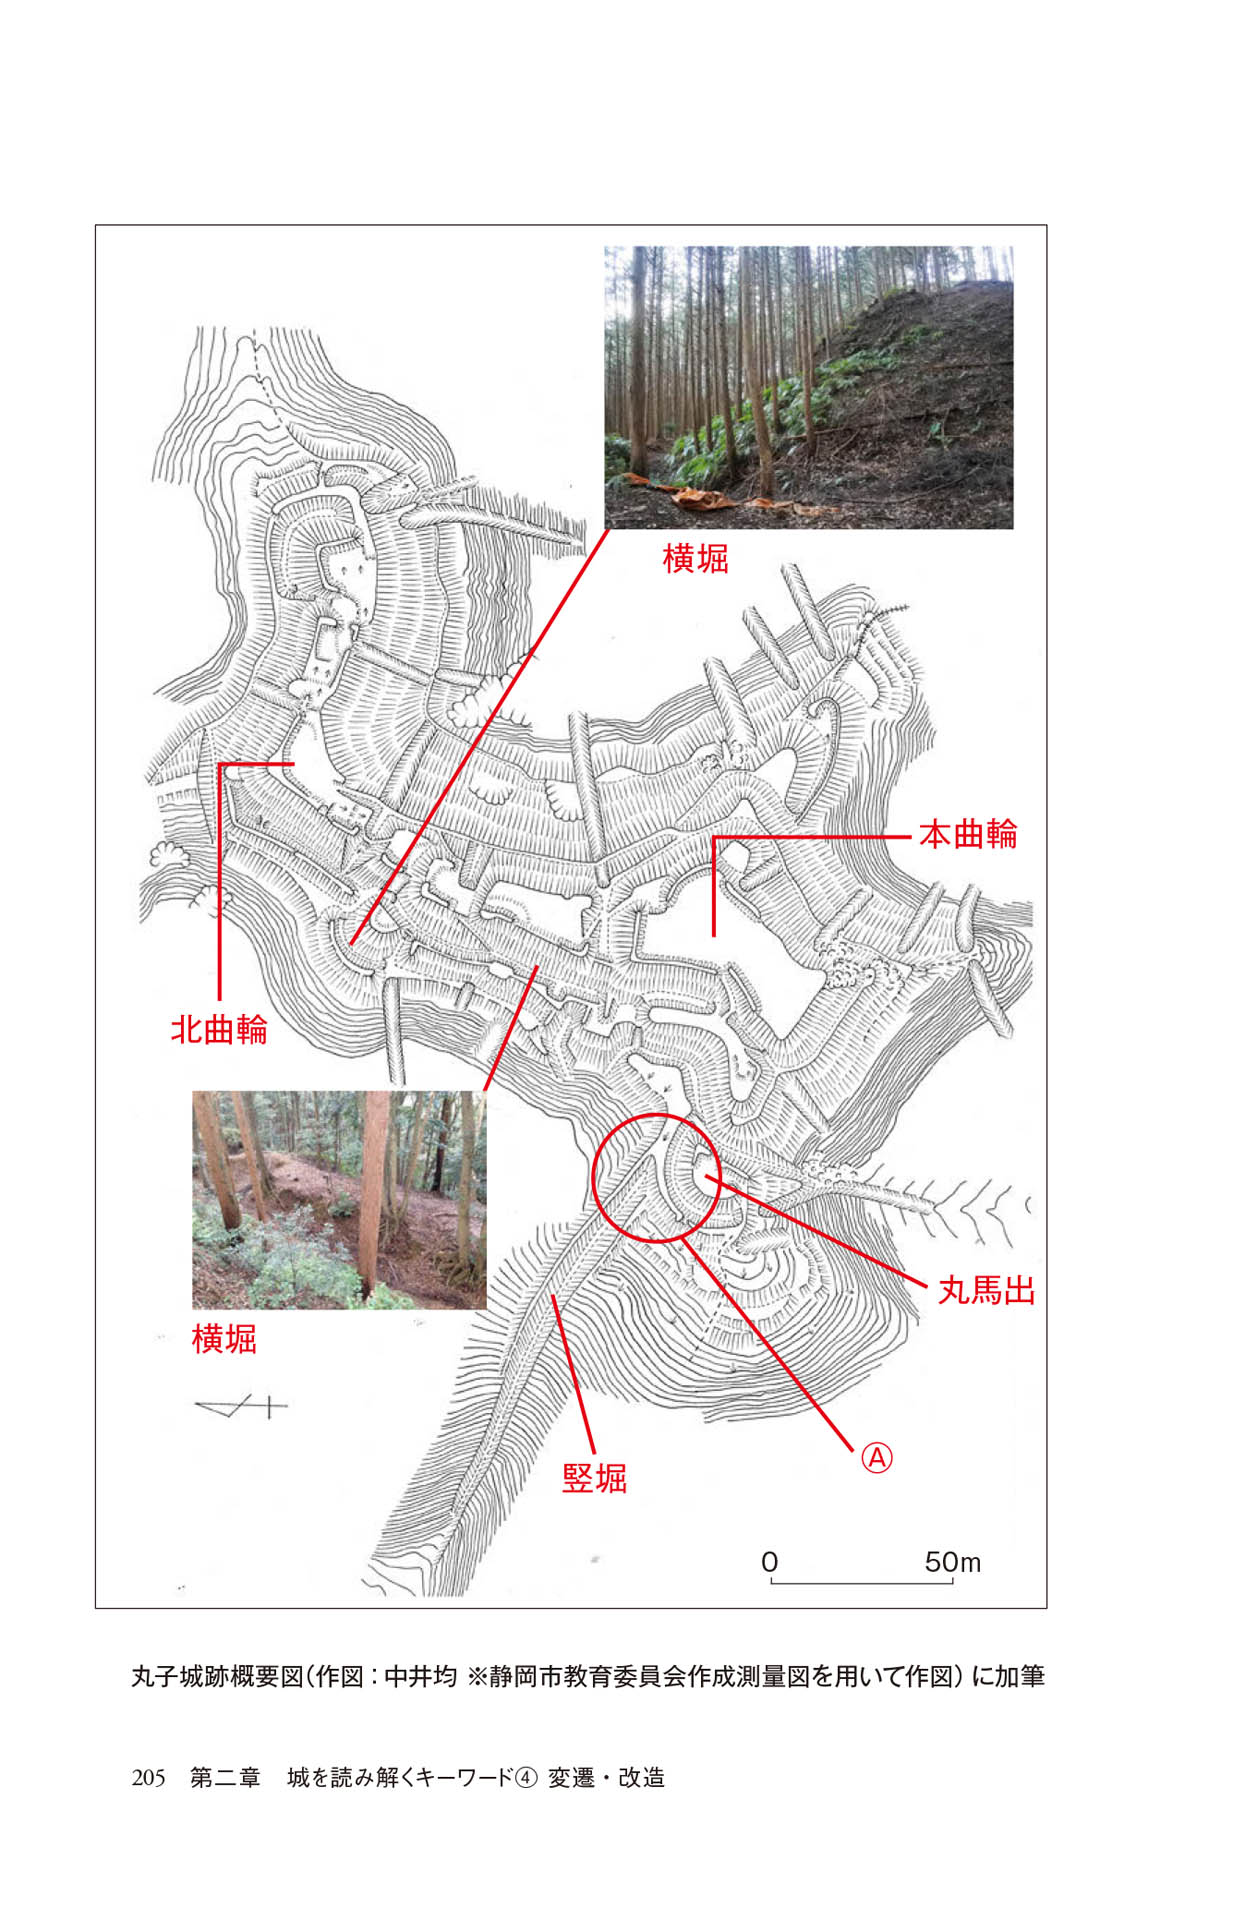 横堀
本曲輪
北曲輪
丸馬出
横堀
Ⓐ
竪堀
0 50m
丸子城跡概要図（作図：中井均 ※静岡市教育委員会作成測量図を用いて作図）に加筆
205 第二章 城を読み解くキーワード④ 変遷・改造